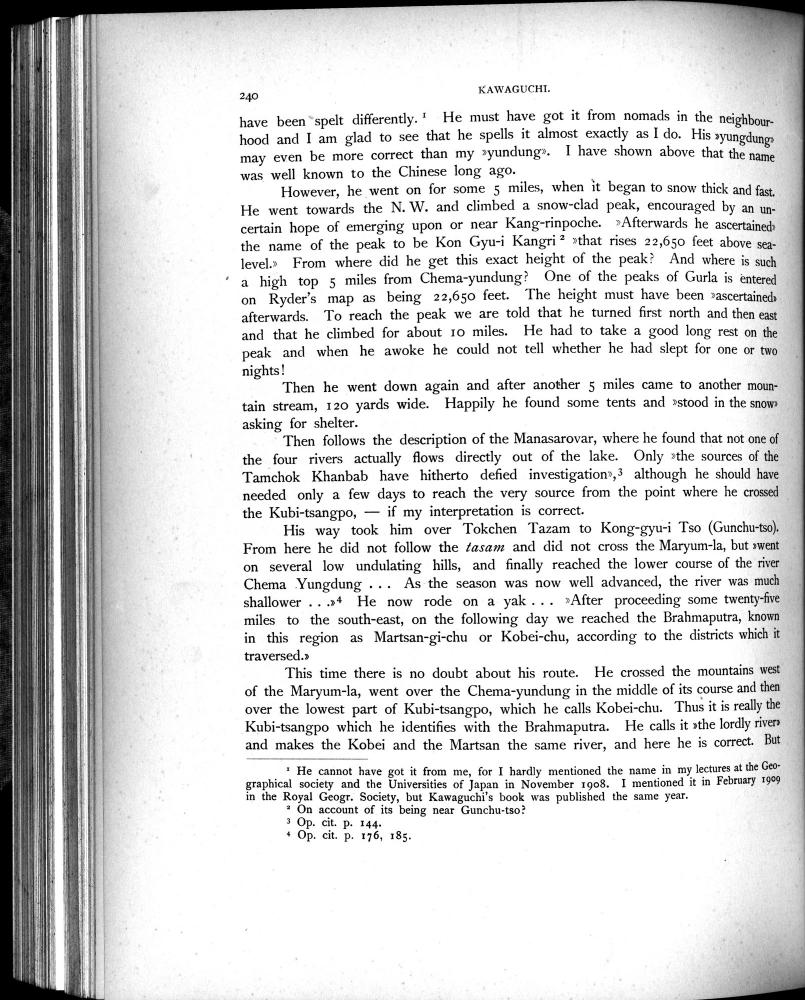 240
KAWAGUCHI.
have been spelt differently. ¹ He must have got it from nomads in the neighbour-
hood and I am glad to see that he spells it almost exactly as I do. His »yungdung»
may even be more correct than my »yundung». I have shown above that the name
was well known to the Chinese long ago.
However, he went on for some 5 miles, when it began to snow thick and fast.
He went towards the N. W. and climbed a snow-clad peak, encouraged by an un-
certain hope of emerging upon or near Kang-rinpoche. »Afterwards he ascertained»
the name of the peak to be Kon Gyu-i Kangri ² »that rises 22,650 feet above sea-
level.» From where did he get this exact height of the peak? And where is such
a high top 5 miles from Chema-yundung? One of the peaks of Gurla is entered
on Ryder's map as being 22,650 feet. The height must have been »ascertained»
afterwards. To reach the peak we are told that he turned first north and then east
and that he climbed for about 10 miles. He had to take a good long rest on the
peak and when he awoke he could not tell whether he had slept for one or two
nights!
Then he went down again and after another 5 miles came to another moun-
tain stream, 120 yards wide. Happily he found some tents and »stood in the snow»
asking for shelter.
Then follows the description of the Manasarovar, where he found that not one of
the four rivers actually flows directly out of the lake. Only »the sources of the
Tamchok Khanbab have hitherto defied investigation»,³ although he should have
needed only a few days to reach the very source from the point where he crossed
the Kubi-tsangpo, — if my interpretation is correct.
His way took him over Tokchen Tazam to Kong-gyu-i Tso (Gunchu-tso).
From here he did not follow the tasam and did not cross the Maryum-la, but »went
on several low undulating hills, and finally reached the lower course of the river
Chema Yungdung ... As the season was now well advanced, the river was much
shallower ...»⁴ He now rode on a yak ... »After proceeding some twenty-five
miles to the south-east, on the following day we reached the Brahmaputra, known
in this region as Martsan-gi-chu or Kobei-chu, according to the districts which it
traversed.»
This time there is no doubt about his route. He crossed the mountains west
of the Maryum-la, went over the Chema-yundung in the middle of its course and then
over the lowest part of Kubi-tsangpo, which he calls Kobei-chu. Thus it is really the
Kubi-tsangpo which he identifies with the Brahmaputra. He calls it »the lordly river»
and makes the Kobei and the Martsan the same river, and here he is correct. But
¹ He cannot have got it from me, for I hardly mentioned the name in my lectures at the Geo-
graphical society and the Universities of Japan in November 1908. I mentioned it in February 1909
in the Royal Geogr. Society, but Kawaguchi's book was published the same year.
² On account of its being near Gunchu-tso?
³ Op. cit. p. 144.
⁴ Op. cit. p. 176, 185.